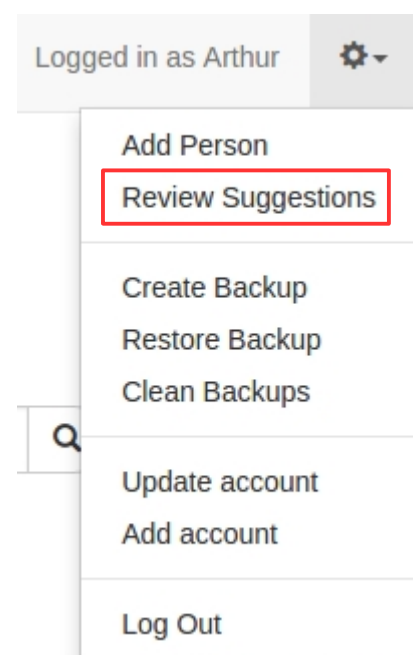 Logged in as Arthur
Add Person
Review Suggestions
Create Backup
Restore Backup
Clean Backups
Update account
Add account
Log Out